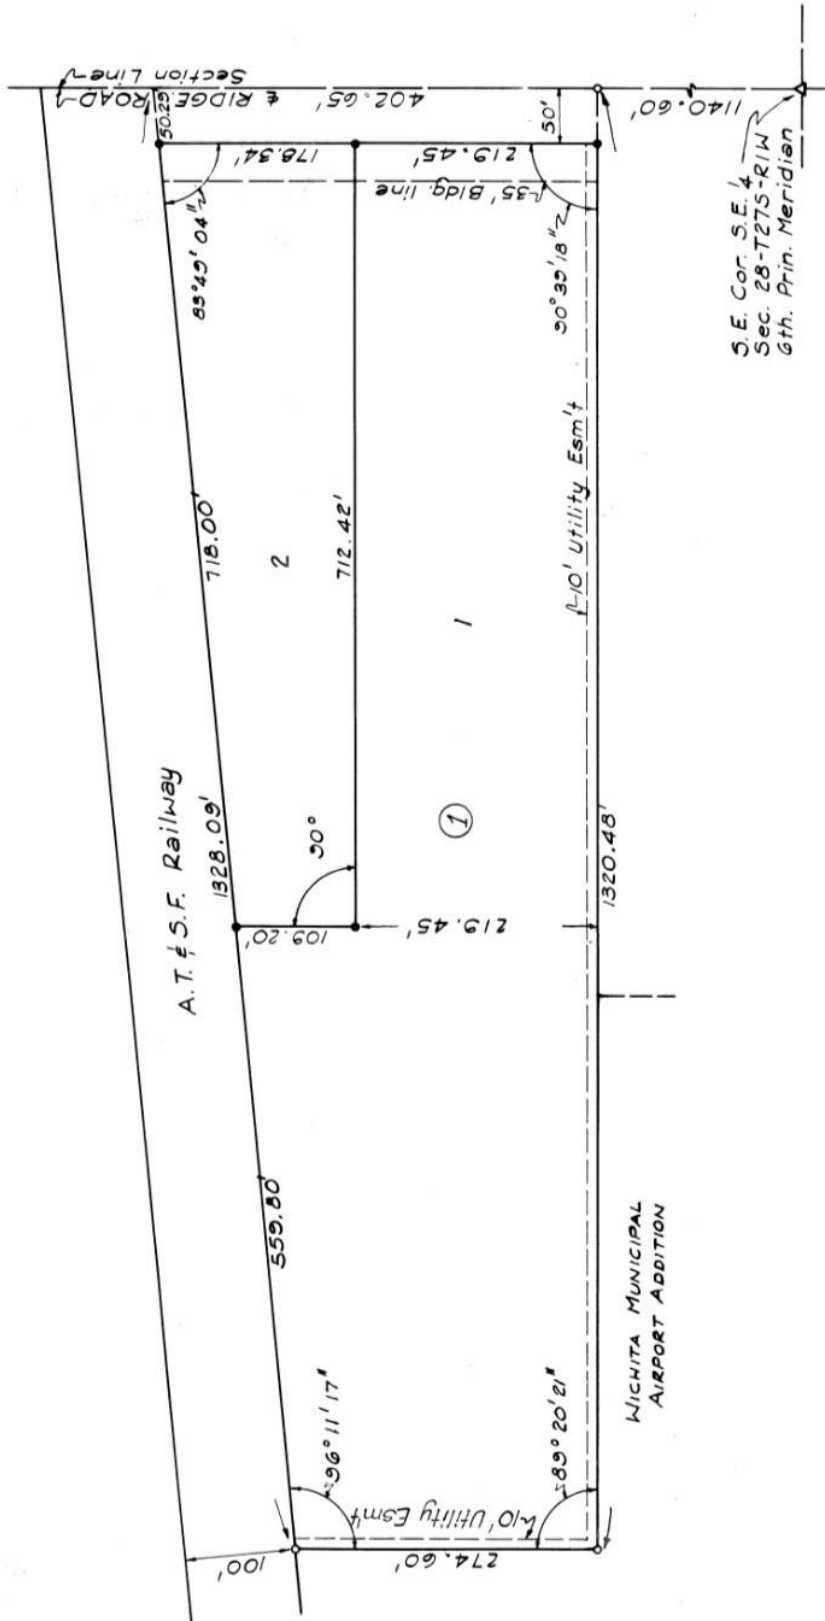 Section Line
℄ RIDGE ROAD
50.29
402.65'
50'
1140.60'
178.34'
219.45'
35' Bldg. line
83°49'04"
90°39'18"
S.E. Cor. S.E. 1/4
Sec. 28-T27S-R1W
6th. Prin. Meridian
718.00'
2
712.42'
10' Utility Esm't
1
A.T. & S.F. Railway
1328.09'
90°
1
1320.48'
109.20'
219.45'
559.80'
WICHITA MUNICIPAL
AIRPORT ADDITION
96°11'17"
89°20'21"
10' Utility Esm't
100'
274.60'